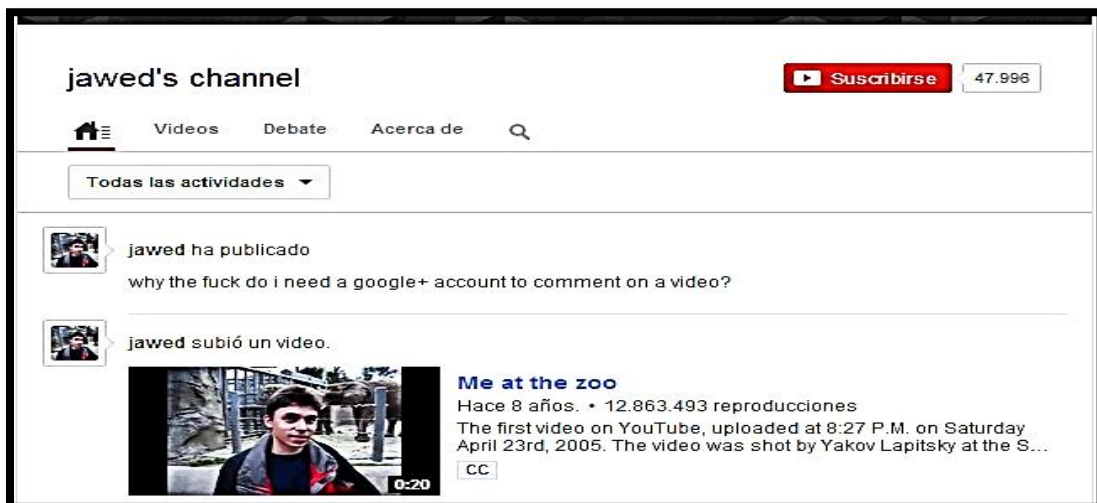 jawed's channel
Suscribirse 47.996
Videos Debate Acerca de
Todas las actividades
jawed ha publicado
why the fuck do i need a google+ account to comment on a video?
jawed subió un video.
Me at the zoo
Hace 8 años. • 12.863.493 reproducciones
The first video on YouTube, uploaded at 8:27 P.M. on Saturday
April 23rd, 2005. The video was shot by Yakov Lapitsky at the S...
CC
0:20